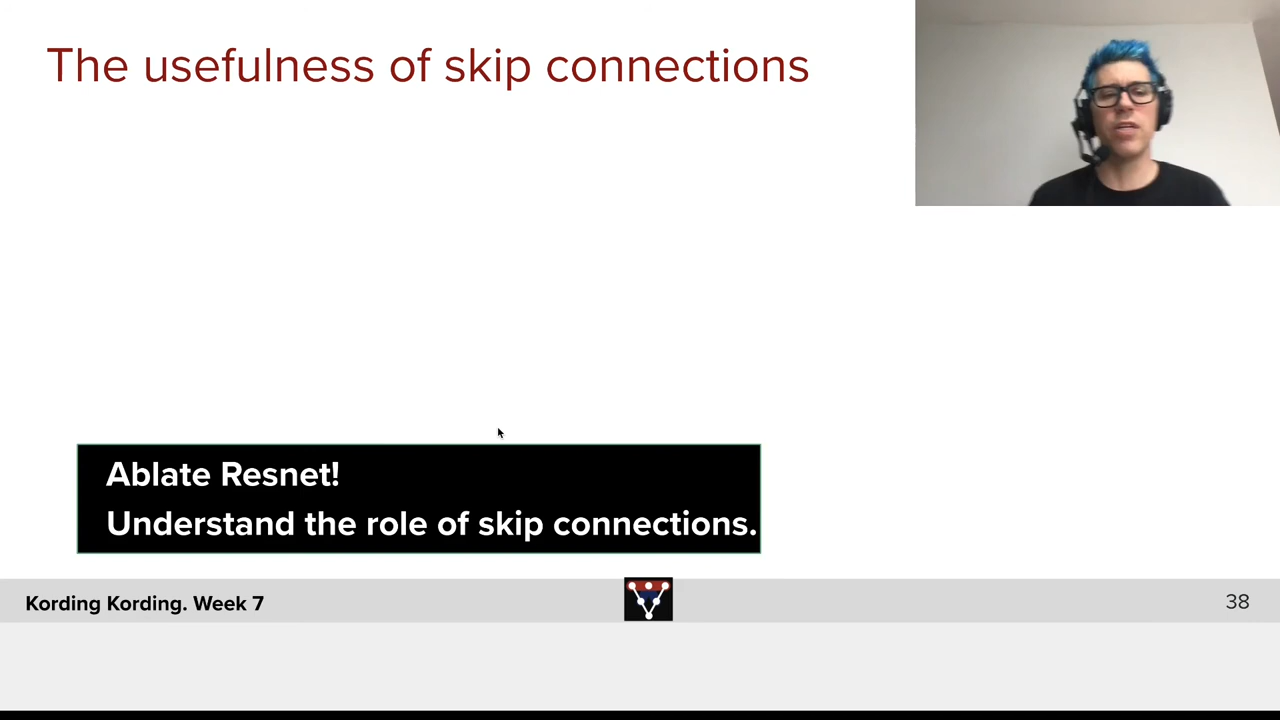 The usefulness of skip connections
Ablate Resnet!
Understand the role of skip connections.
Kording Kording. Week 7
38